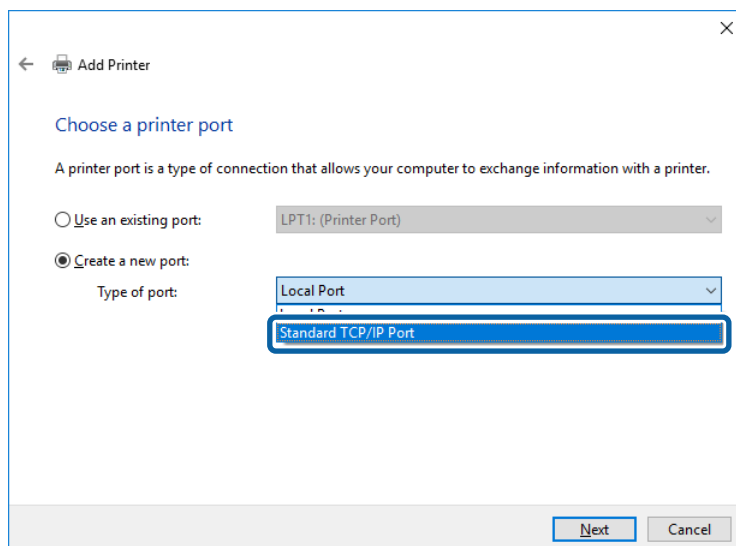 Add Printer
Choose a printer port
A printer port is a type of connection that allows your computer to exchange information with a printer.
Use an existing port: LPT1: (Printer Port)
Create a new port:
Type of port: Local Port
Standard TCP/IP Port
Next Cancel